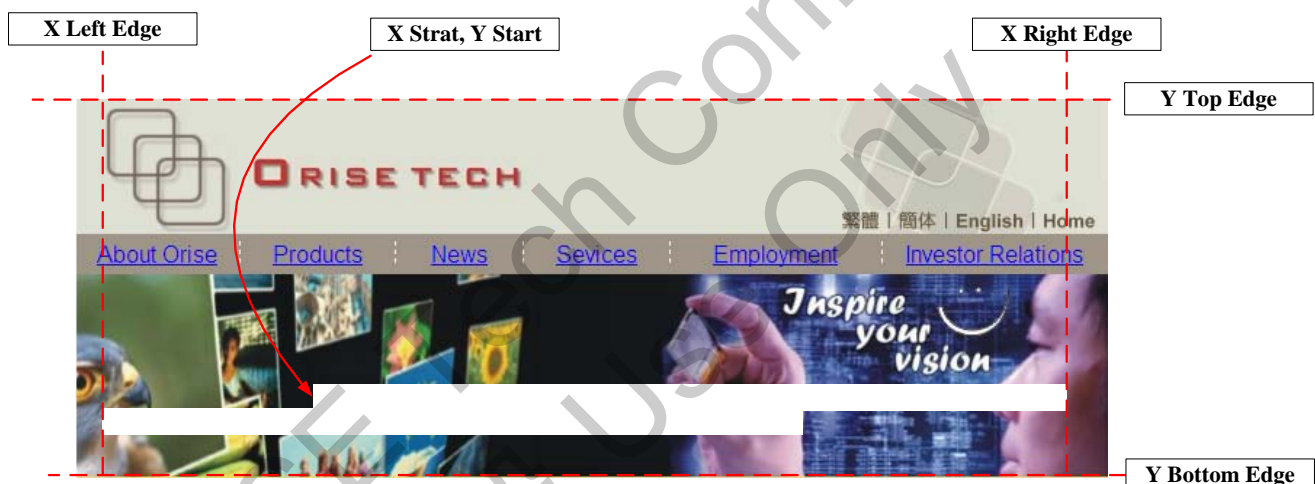 X Left Edge
X Strat, Y Start
X Right Edge
Y Top Edge
ORISE TECH
繁體 | 簡体 | English | Home
About Orise Products News Sevices Employment Investor Relations
Inspire
your
vision
Y Bottom Edge